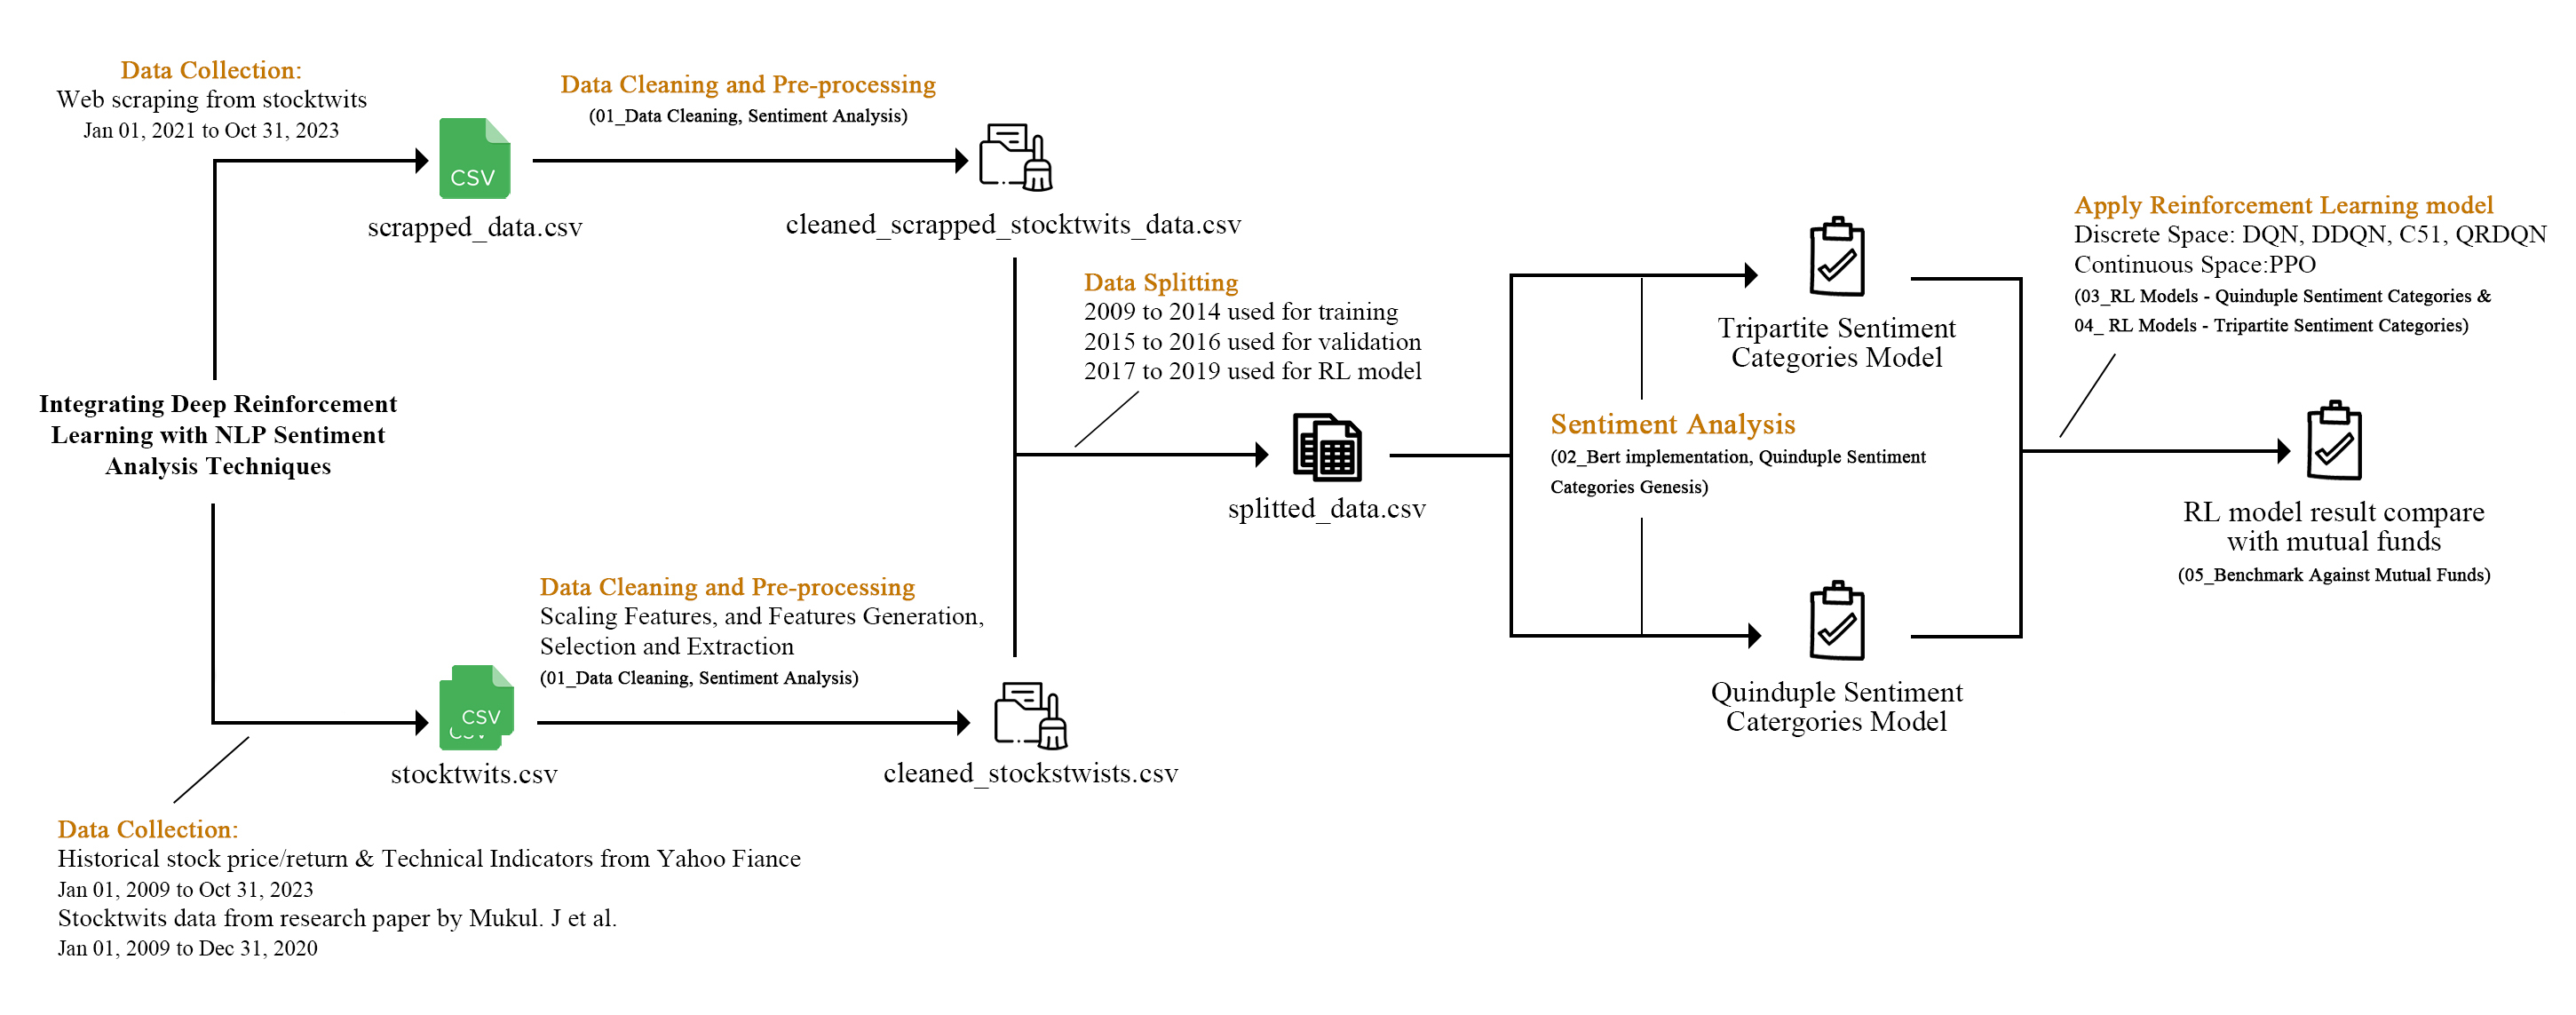 Data Collection:
Web scraping from stocktwits
Jan 01, 2021 to Oct 31, 2023
CSV
scrapped_data.csv
Data Cleaning and Pre-processing
(01_Data Cleaning, Sentiment Analysis)
cleaned_scrapped_stocktwits_data.csv
Integrating Deep Reinforcement
Learning with NLP Sentiment
Analysis Techniques
Data Collection:
Historical stock price/return & Technical Indicators from Yahoo Fiance
Jan 01, 2009 to Oct 31, 2023
Stocktwits data from research paper by Mukul. J et al.
Jan 01, 2009 to Dec 31, 2020
CSV
CSV
stocktwits.csv
Data Cleaning and Pre-processing
Scaling Features, and Features Generation,
Selection and Extraction
(01_Data Cleaning, Sentiment Analysis)
cleaned_stockstwists.csv
Data Splitting
2009 to 2014 used for training
2015 to 2016 used for validation
2017 to 2019 used for RL model
splitted_data.csv
Sentiment Analysis
(02_Bert implementation, Quinduple Sentiment
Categories Genesis)
Tripartite Sentiment
Categories Model
Quinduple Sentiment
Catergories Model
Apply Reinforcement Learning model
Discrete Space: DQN, DDQN, C51, QRDQN
Continuous Space:PPO
(03_RL Models - Quinduple Sentiment Categories &
04_ RL Models - Tripartite Sentiment Categories)
RL model result compare
with mutual funds
(05_Benchmark Against Mutual Funds)